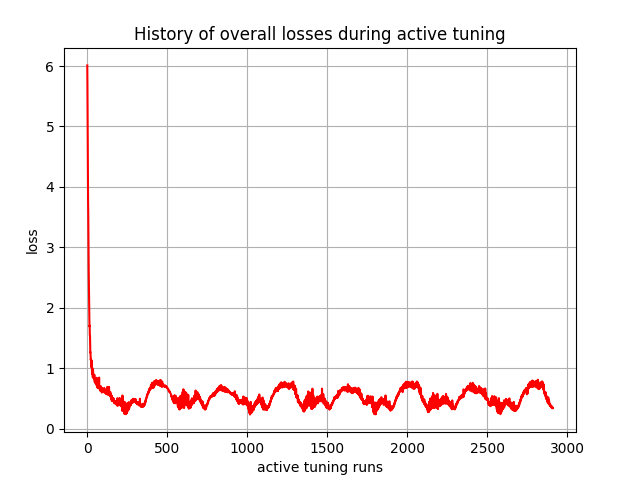 History of overall losses during active tuning
6
5
4
3
2
1
0
loss
0 500 1000 1500 2000 2500 3000
active tuning runs